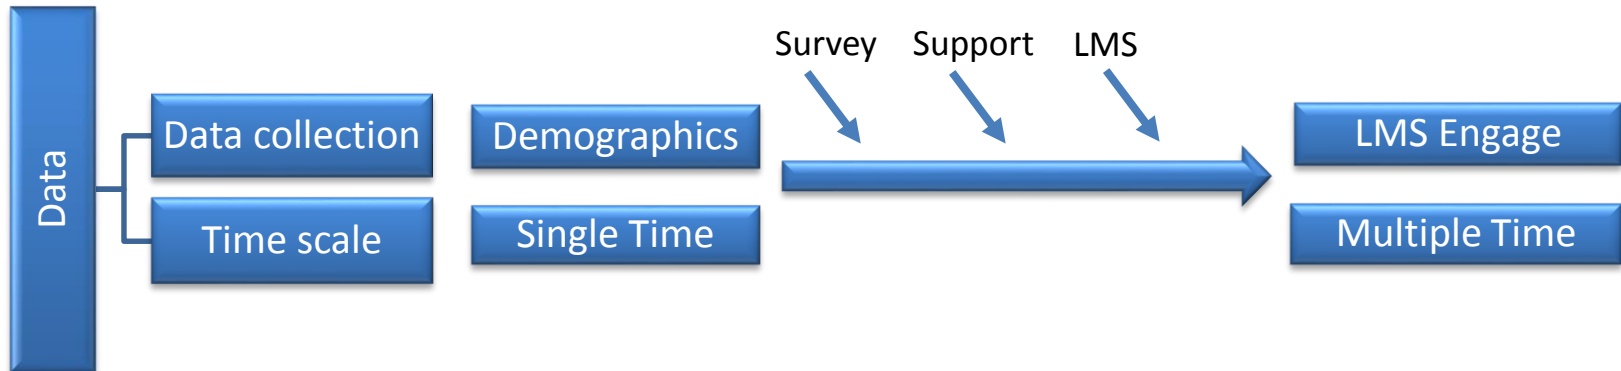 Data
Survey
Support
LMS
Data collection
Demographics
LMS Engage
Time scale
Single Time
Multiple Time